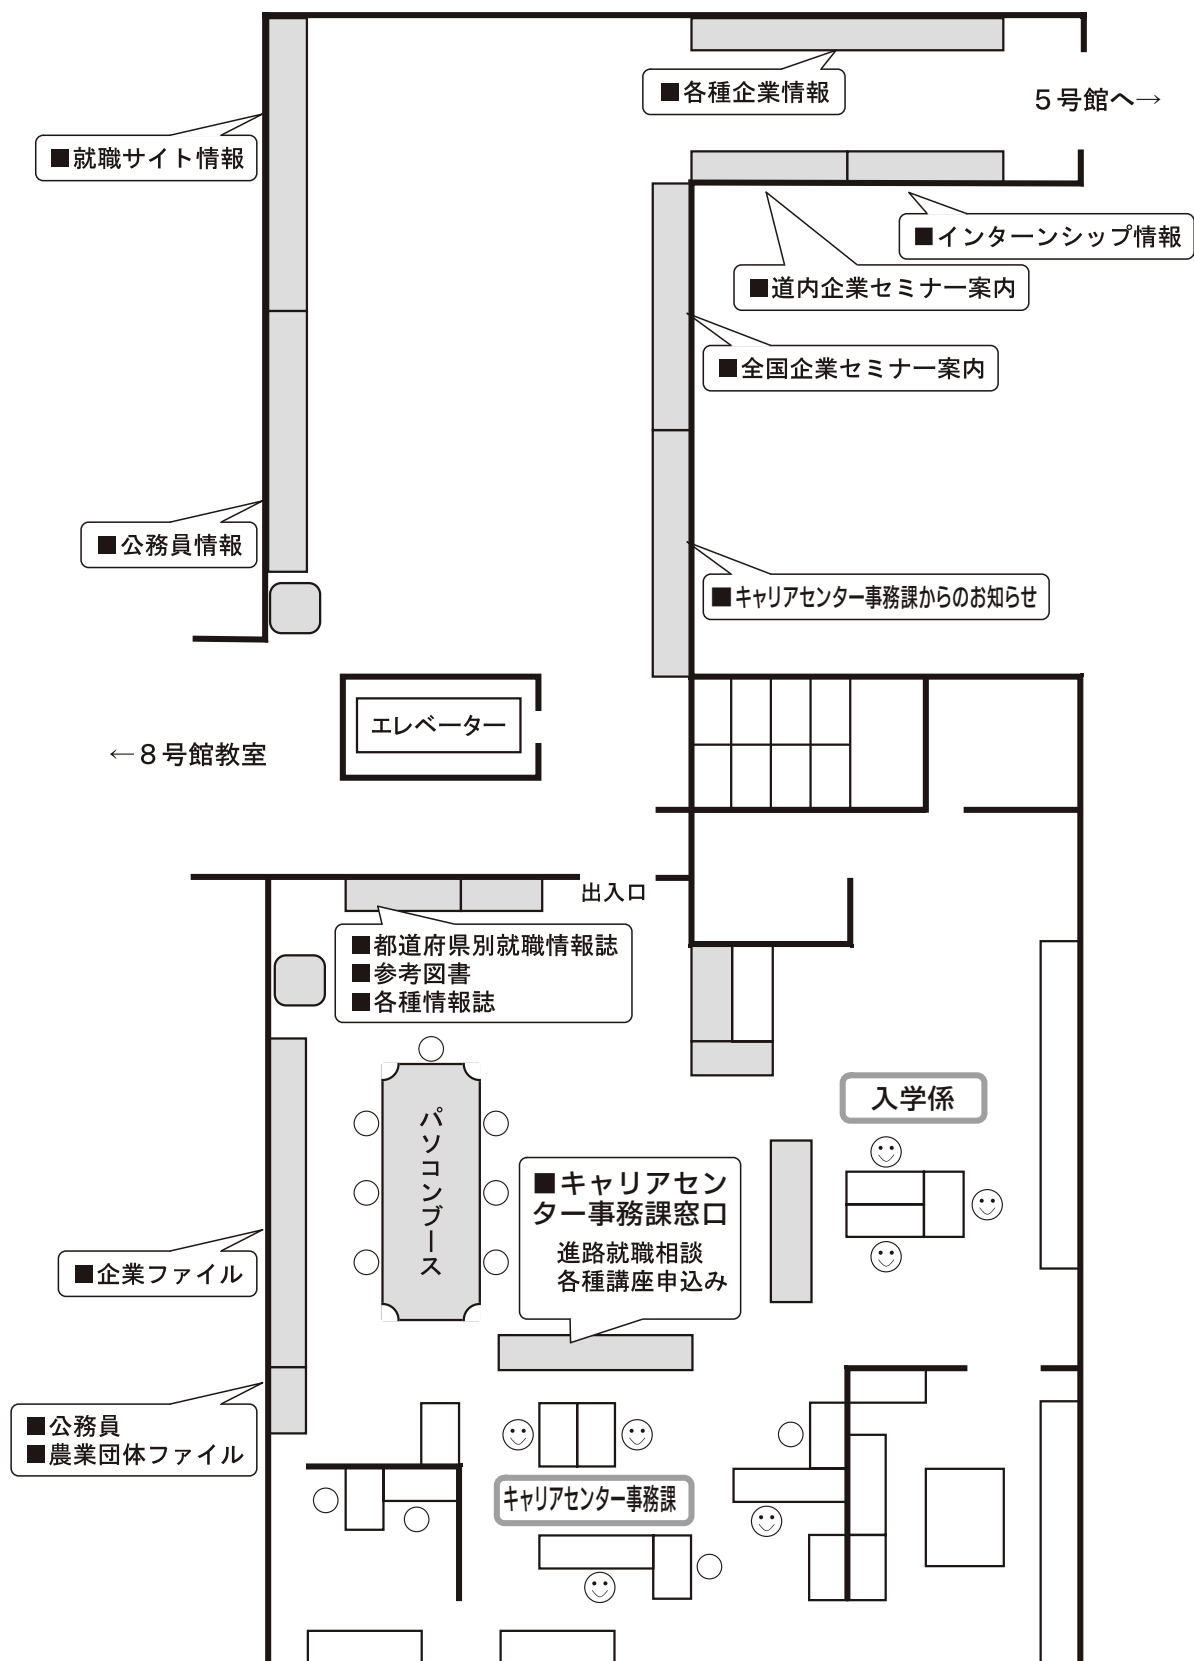 ■各種企業情報
5号館へ→
■就職サイト情報
■インターンシップ情報
■道内企業セミナー案内
■全国企業セミナー案内
■公務員情報
■キャリアセンター事務課からのお知らせ
エレベーター
←8号館教室
出入口
■都道府県別就職情報誌
■参考図書
■各種情報誌
入学係
パソコンブース
■キャリアセン
ター事務課窓口
進路就職相談
各種講座申込み
■企業ファイル
■公務員
■農業団体ファイル
キャリアセンター事務課